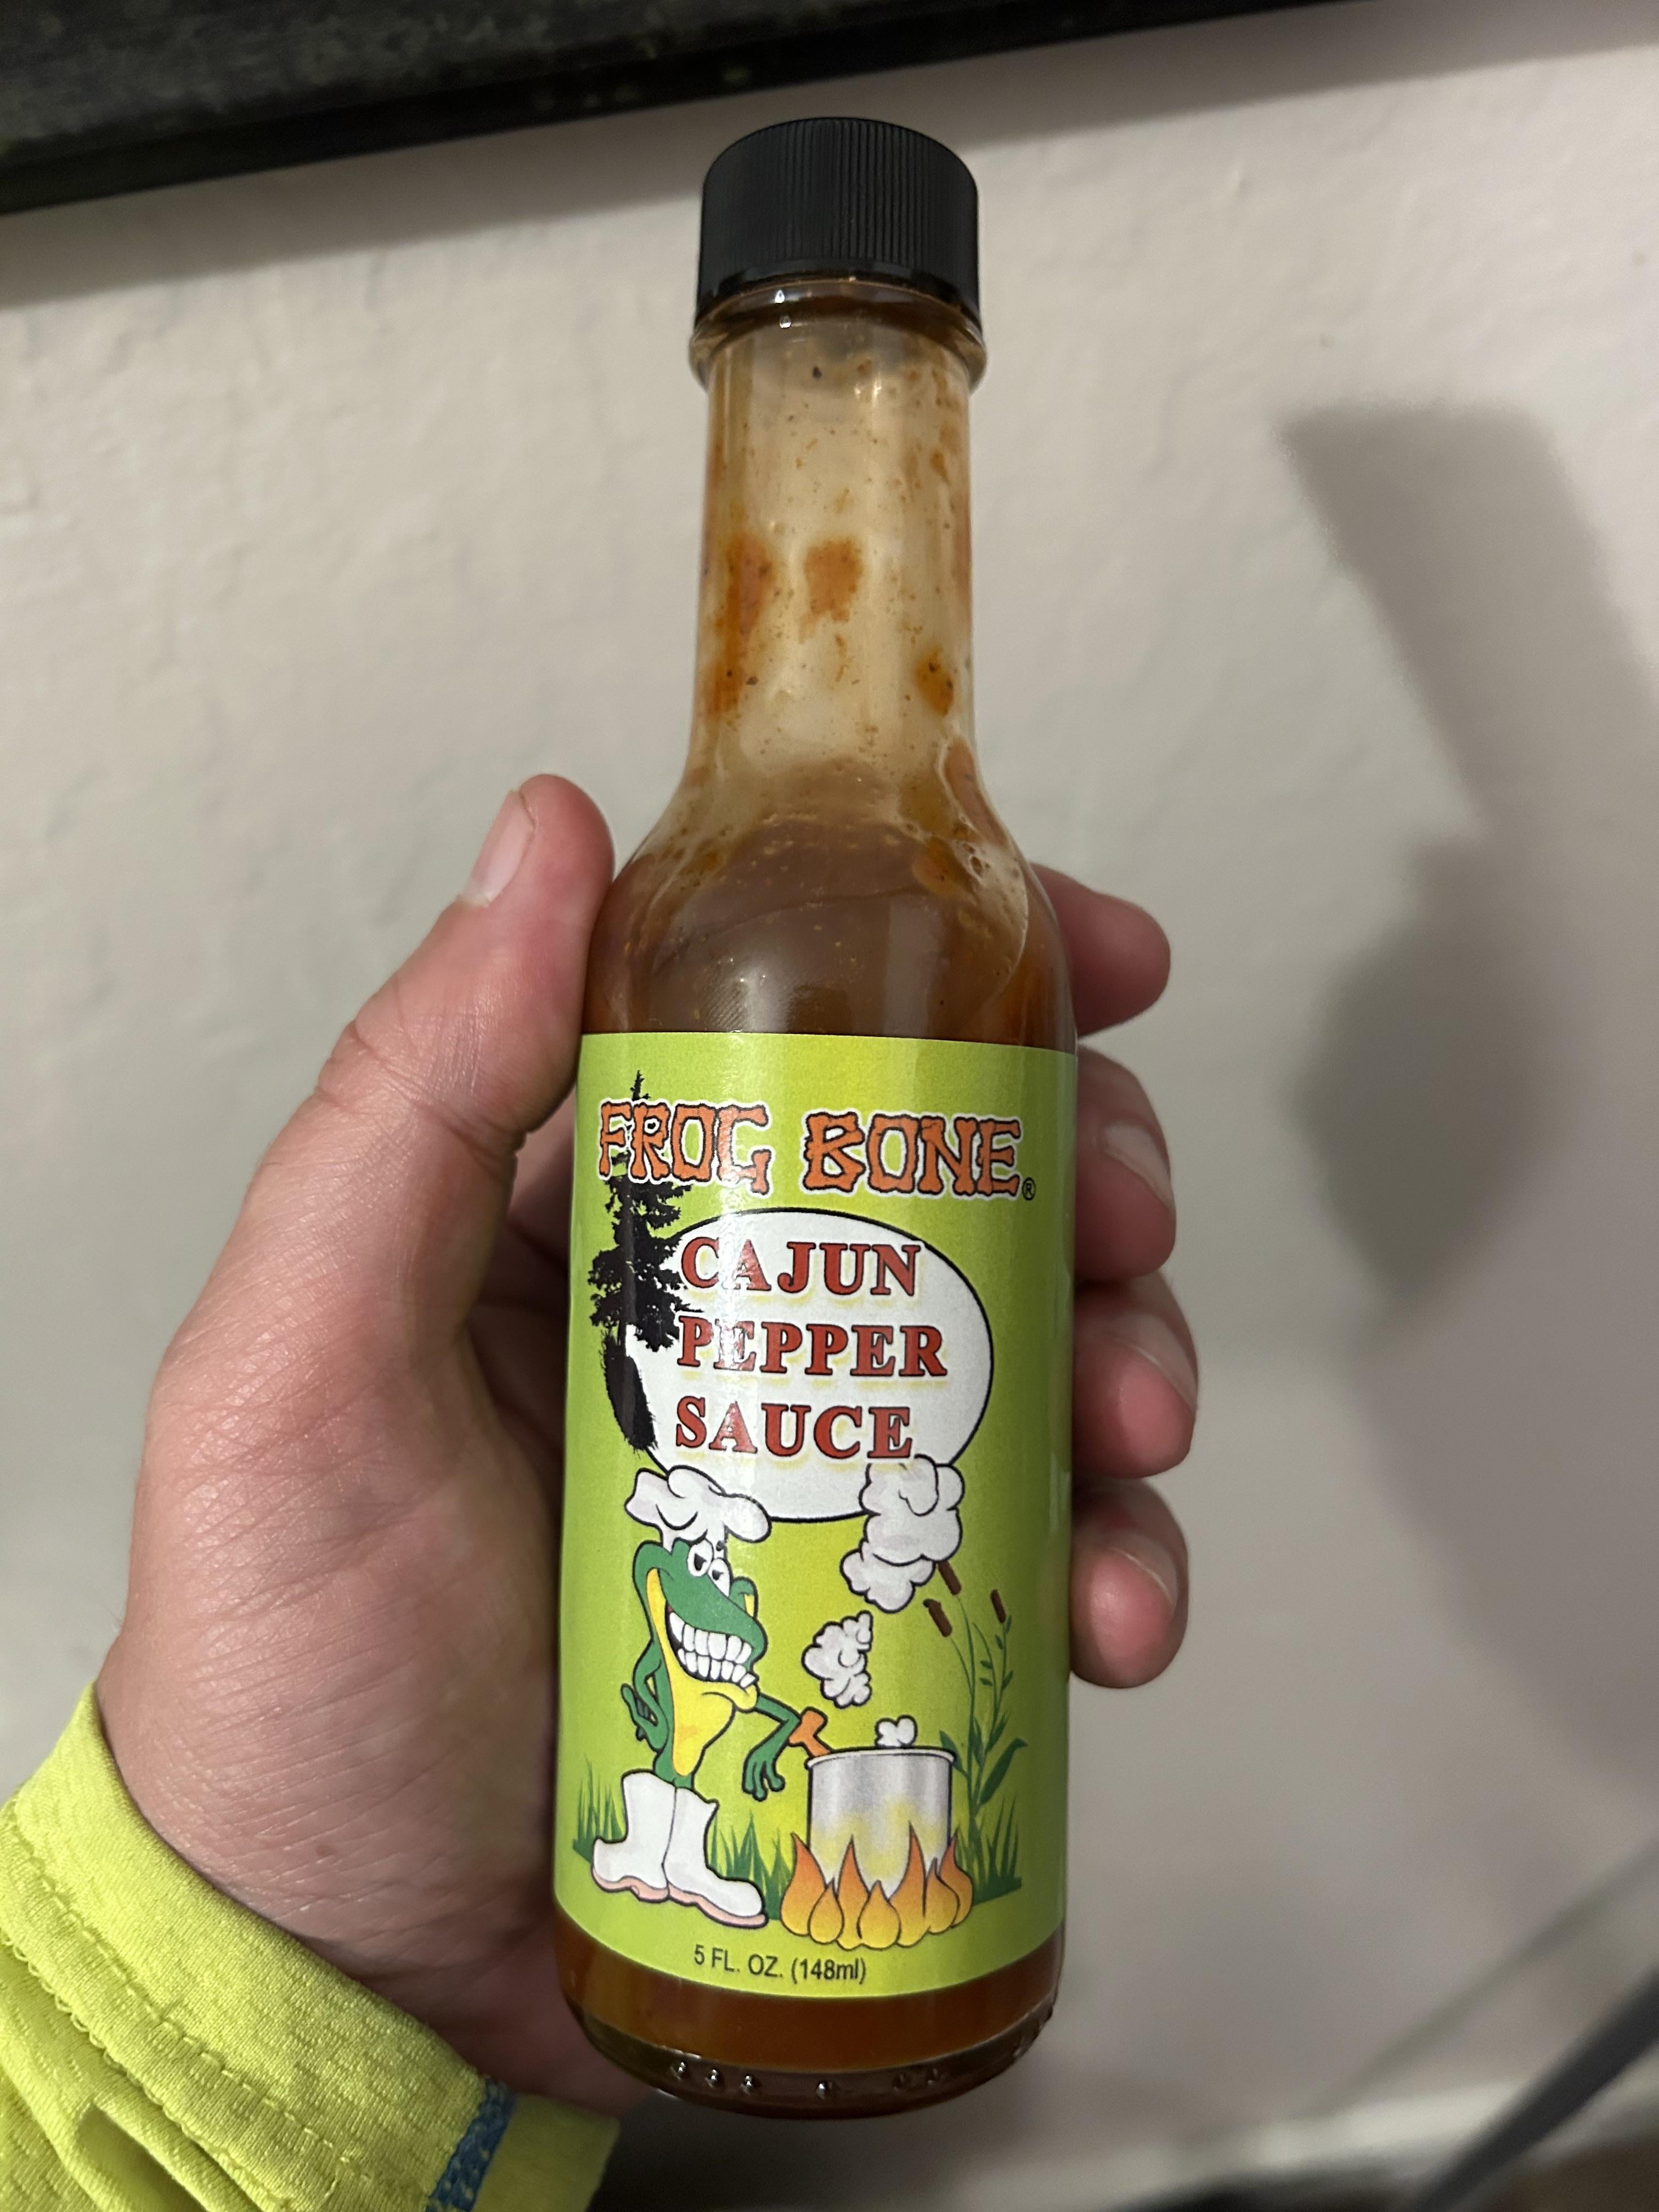 FROG BONE®
CAJUN
PEPPER
SAUCE
5 FL. OZ. (148ml)